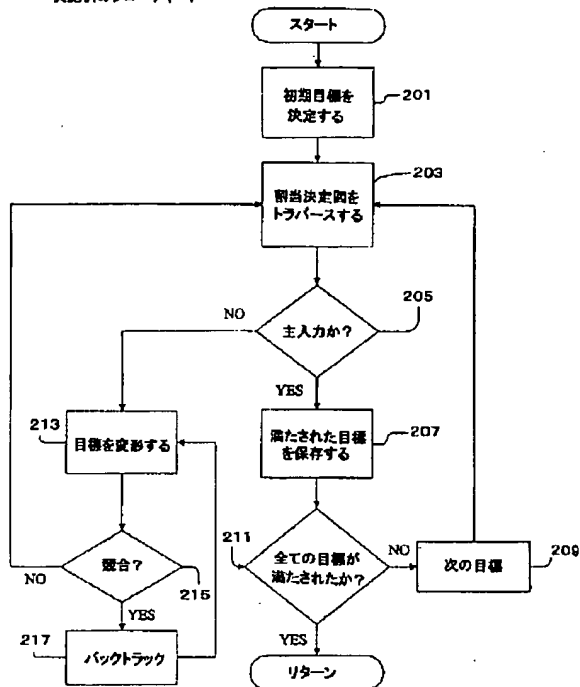 スタート
初期目標を
決定する
201
203
割当決定図を
トラバースする
205
NO
主入力か?
YES
213
目標を変形する
満たされた目標
を保存する
207
211
全ての目標が
満たされたか?
NO
次の目標
209
NO
競合?
215
YES
YES
217
バックトラック
リターン